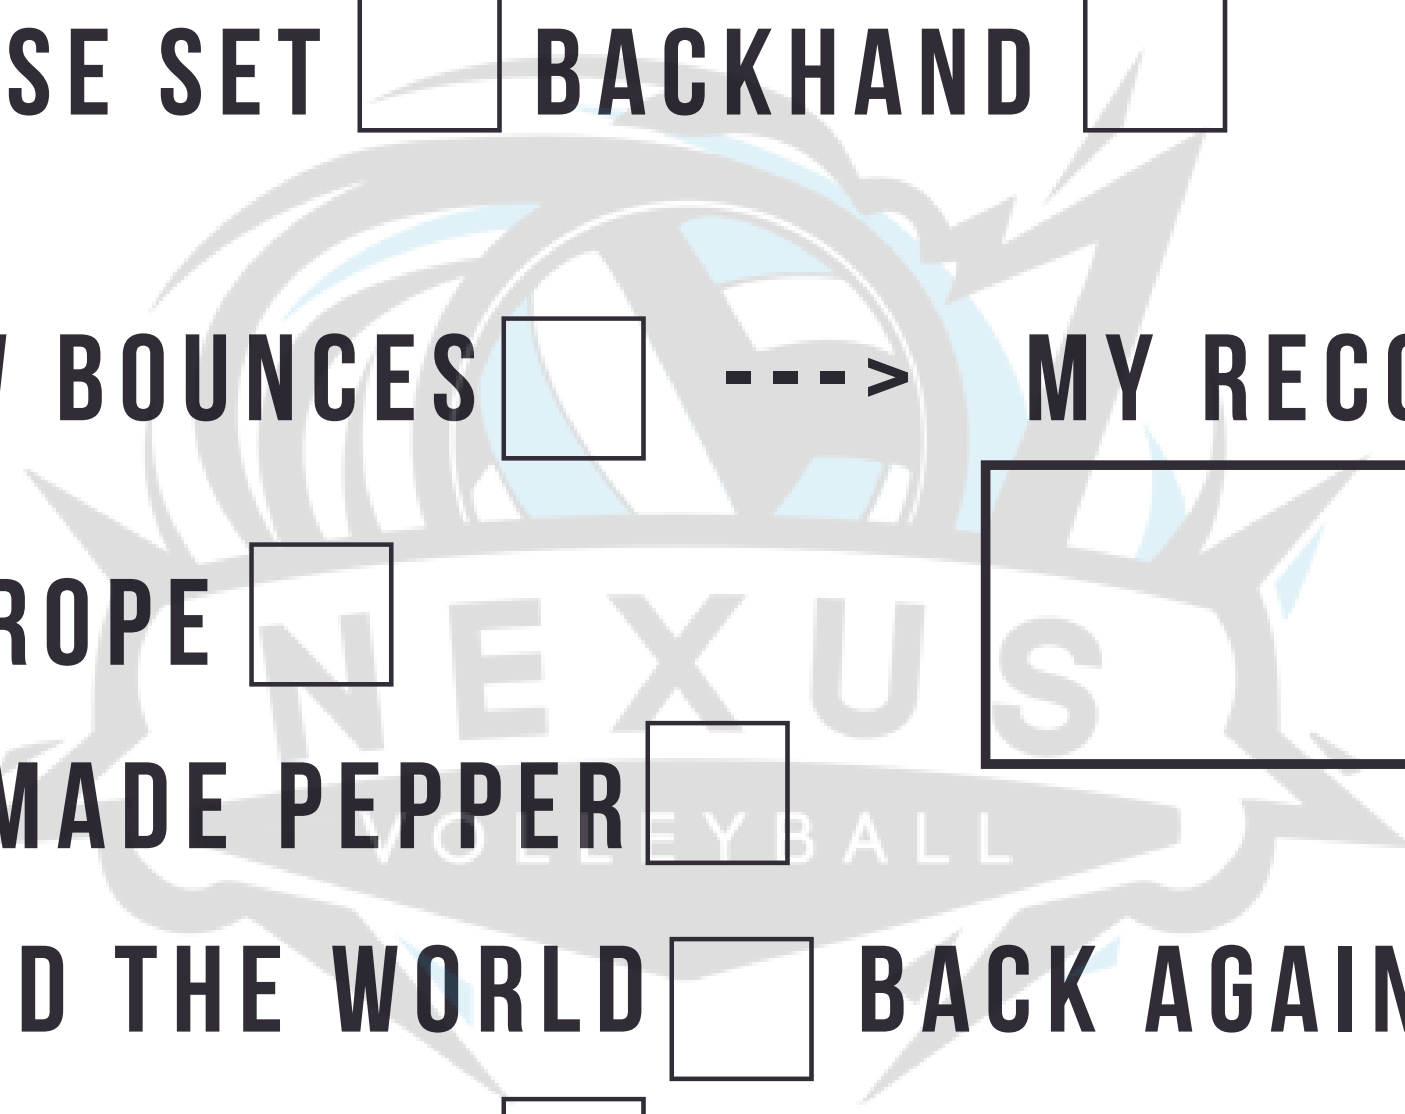 SE SET BACKHAND
BOUNCES ---> MY RECO
ROPE
NEXUS
MADE PEPPER
VOLLEYBALL
D THE WORLD BACK AGAIN